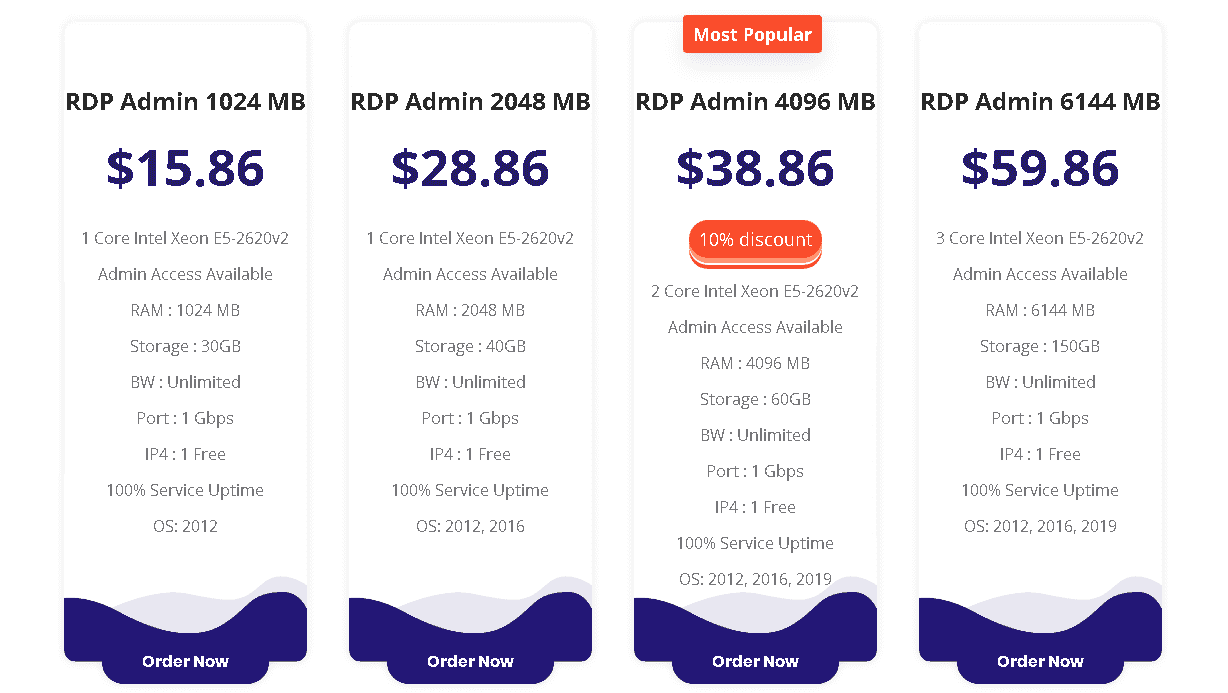 RDP Admin 1024 MB
$15.86
1 Core Intel Xeon E5-2620v2
Admin Access Available
RAM : 1024 MB
Storage : 30GB
BW : Unlimited
Port : 1 Gbps
IP4 : 1 Free
100% Service Uptime
OS: 2012
Order Now
RDP Admin 2048 MB
$28.86
1 Core Intel Xeon E5-2620v2
Admin Access Available
RAM : 2048 MB
Storage : 40GB
BW : Unlimited
Port : 1 Gbps
IP4 : 1 Free
100% Service Uptime
OS: 2012, 2016
Order Now
Most Popular
RDP Admin 4096 MB
$38.86
10% discount
2 Core Intel Xeon E5-2620v2
Admin Access Available
RAM : 4096 MB
Storage : 60GB
BW : Unlimited
Port : 1 Gbps
IP4 : 1 Free
100% Service Uptime
OS: 2012, 2016, 2019
Order Now
RDP Admin 6144 MB
$59.86
3 Core Intel Xeon E5-2620v2
Admin Access Available
RAM : 6144 MB
Storage : 150GB
BW : Unlimited
Port : 1 Gbps
IP4 : 1 Free
100% Service Uptime
OS: 2012, 2016, 2019
Order Now